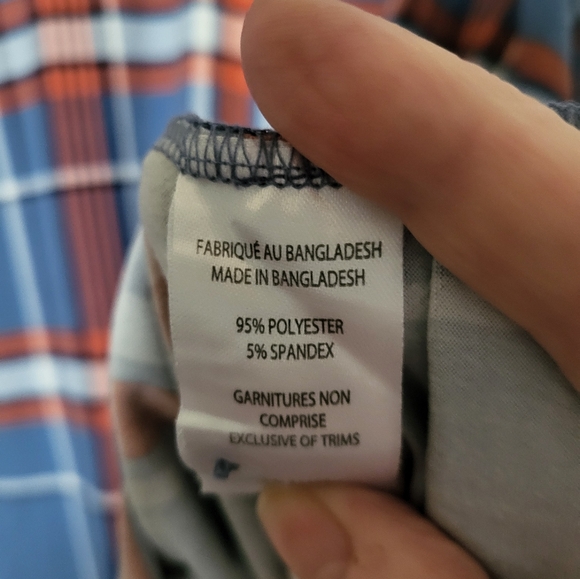 FABRIQUÉ AU BANGLADESH
MADE IN BANGLADESH
95% POLYESTER
5% SPANDEX
GARNITURES NON
COMPRISE
EXCLUSIVE OF TRIMS